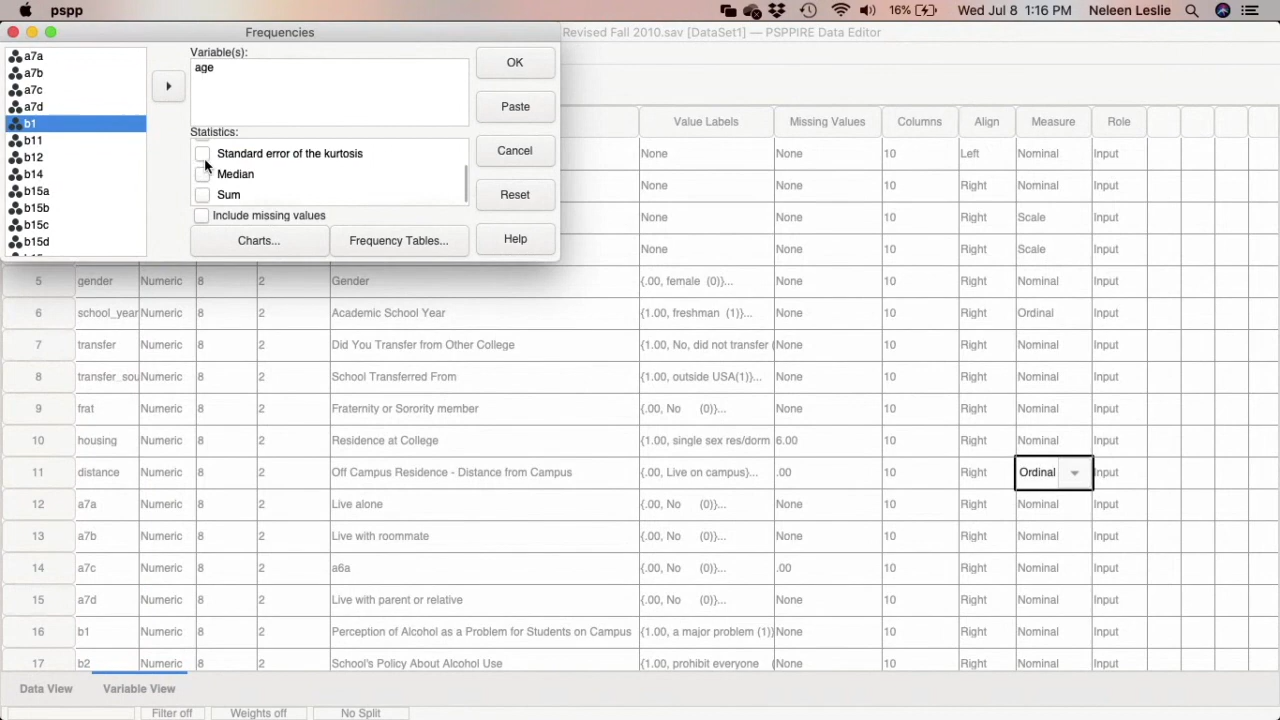 pspp 16% Wed Jul 8 1:16 PM Neleen Leslie
Frequencies
Revised Fall 2010.sav [DataSet1] — PSPPIRE Data Editor
a7a
a7b
a7c
a7d
b1
b11
b12
b14
b15a
b15b
b15c
b15d
Variable(s):
age
Statistics:
Standard error of the kurtosis
Median
Sum
Include missing values
Charts...
Frequency Tables...
OK
Paste
Cancel
Reset
Help
Value Labels Missing Values Columns Align Measure Role
None None 10 Left Nominal Input
None None 10 Right Nominal Input
None None 10 Right Scale Input
None None 10 Right Scale Input
5 gender Numeric 8 2 Gender {.00, female (0)}... None 10 Right Nominal Input
6 school_year Numeric 8 2 Academic School Year {1.00, freshman (1)}... None 10 Right Ordinal Input
7 transfer Numeric 8 2 Did You Transfer from Other College {1.00, No, did not transfer ( None 10 Right Nominal Input
8 transfer_sou Numeric 8 2 School Transferred From {1.00, outside USA(1)}... None 10 Right Nominal Input
9 frat Numeric 8 2 Fraternity or Sorority member {.00, No (0)}... None 10 Right Nominal Input
10 housing Numeric 8 2 Residence at College {1.00, single sex res/dorm 6.00 10 Right Nominal Input
11 distance Numeric 8 2 Off Campus Residence - Distance from Campus {.00, Live on campus}... .00 10 Right Ordinal Input
12 a7a Numeric 8 2 Live alone {.00, No (0)}... None 10 Right Nominal Input
13 a7b Numeric 8 2 Live with roommate {.00, No (0)}... None 10 Right Nominal Input
14 a7c Numeric 8 2 a6a {.00, No (0)}... .00 10 Right Nominal Input
15 a7d Numeric 8 2 Live with parent or relative {.00, No (0)}... None 10 Right Nominal Input
16 b1 Numeric 8 2 Perception of Alcohol as a Problem for Students on Campus {1.00, a major problem (1)} None 10 Right Nominal Input
17 b2 Numeric 8 2 School's Policy About Alcohol Use {1.00, prohibit everyone (None 10 Right Nominal Input
Data View Variable View
Filter off Weights off No Split